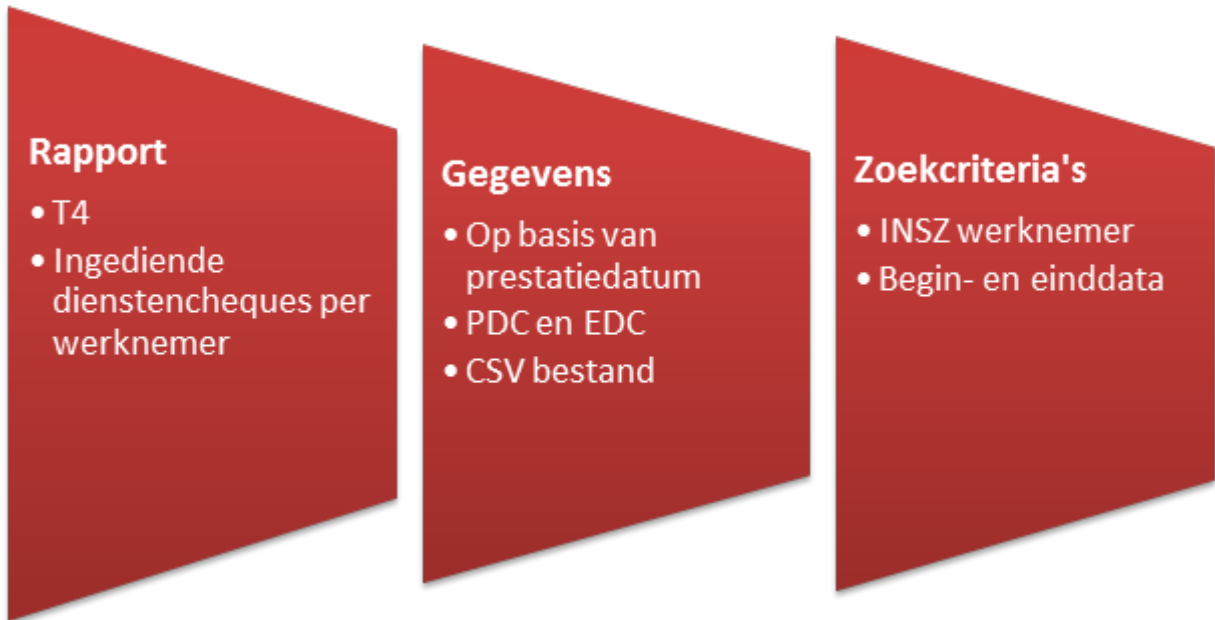 Rapport
• T4
• Ingediende
dienstencheques per
werknemer
Gegevens
• Op basis van
prestatiedatum
• PDC en EDC
• CSV bestand
Zoekcriteria's
• INSZ werknemer
• Begin- en einddata